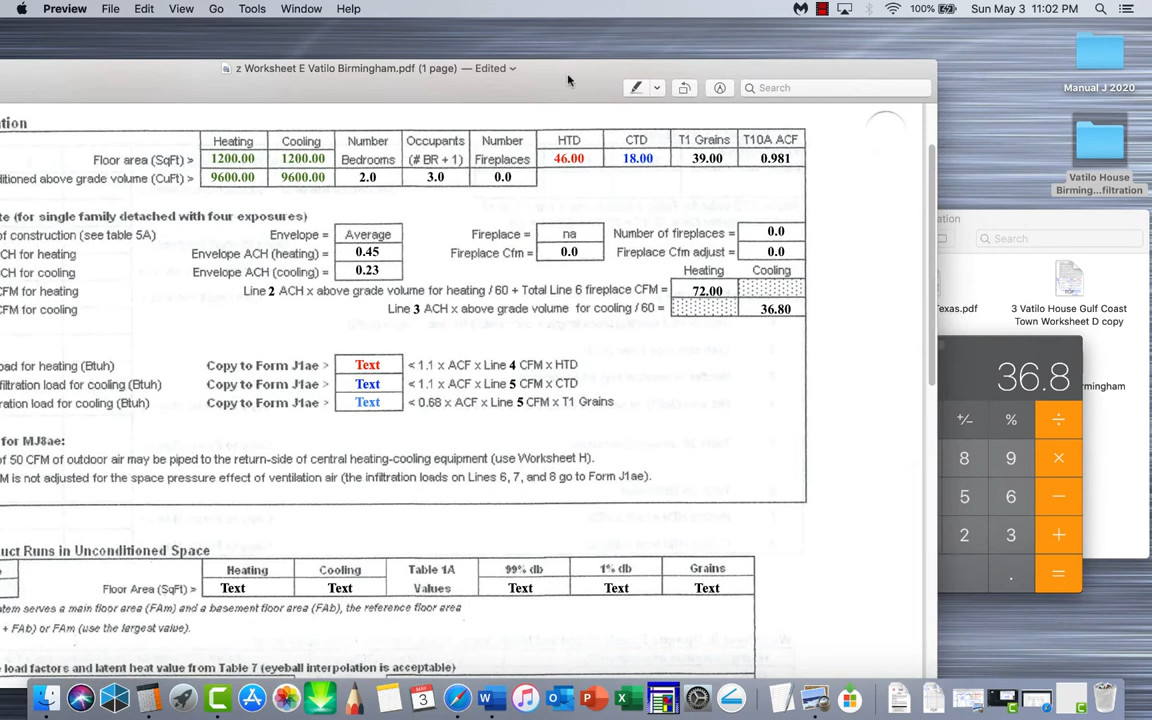 Preview File Edit View Go Tools Window Help 100% Sun May 3 11:02 PM
z Worksheet E Vatilo Birmingham.pdf (1 page) — Edited
Search
Manual J 2020
Vatilo House
Birming...filtration
ation
Heating Cooling Number Occupants Number HTD CTD T1 Grains T10A ACF
Floor area (SqFt) > 1200.00 1200.00 Bedrooms (# BR + 1) Fireplaces 46.00 18.00 39.00 0.981
ditioned above grade volume (CuFt) > 9600.00 9600.00 2.0 3.0 0.0
te (for single family detached with four exposures)
of construction (see table 5A) Envelope = Average Fireplace = na Number of fireplaces = 0.0
CH for heating Envelope ACH (heating) = 0.45 Fireplace Cfm = 0.0 Fireplace Cfm adjust = 0.0
CH for cooling Envelope ACH (cooling) = 0.23 Heating Cooling
CFM for heating Line 2 ACH x above grade volume for heating / 60 + Total Line 6 fireplace CFM = 72.00
CFM for cooling Line 3 ACH x above grade volume for cooling / 60 = 36.80
oad for heating (Btuh) Copy to Form J1ae > Text < 1.1 x ACF x Line 4 CFM x HTD
filtration load for cooling (Btuh) Copy to Form J1ae > Text < 1.1 x ACF x Line 5 CFM x CTD
ration load for cooling (Btuh) Copy to Form J1ae > Text < 0.68 x ACF x Line 5 CFM x T1 Grains
for MJ8ae:
of 50 CFM of outdoor air may be piped to the return-side of central heating-cooling equipment (use Worksheet H).
M is not adjusted for the space pressure effect of ventilation air (the infiltration loads on Lines 6, 7, and 8 go to Form J1ae).
uct Runs in Unconditioned Space
Heating Cooling Table 1A 99% db 1% db Grains
Floor Area (SqFt) > Text Text Values Text Text Text
tem serves a main floor area (FAm) and a basement floor area (FAb), the reference floor area
+ FAb) or FAm (use the largest value).
load factors and latent heat value from Table 7 (eyeball interpolation is acceptable)
ation
Search
exas.pdf
3 Vatilo House Gulf Coast
Town Worksheet D copy
rmingham
36.8
+/- % ÷
8 9 ×
5 6 −
2 3 +
. =
MAY
3